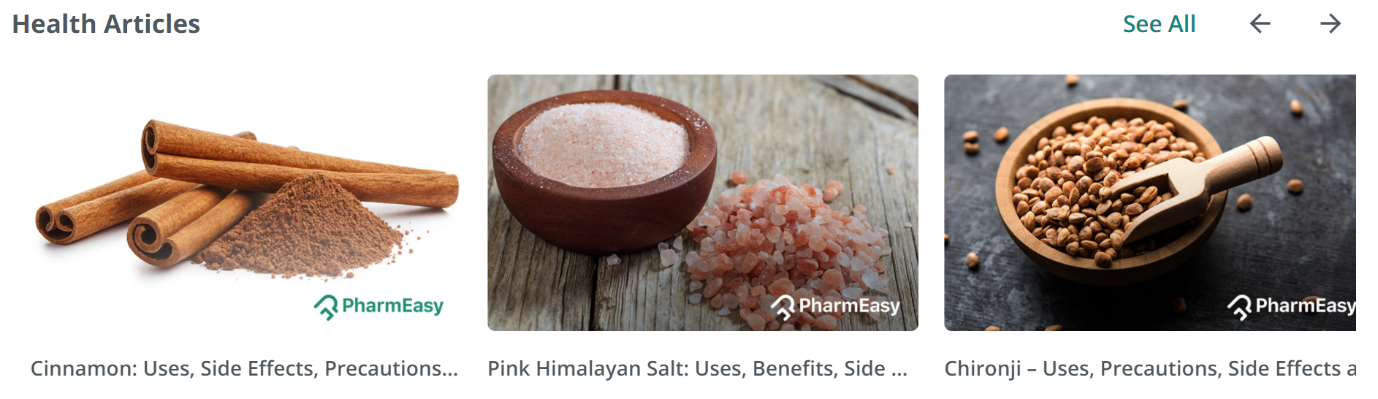 Health Articles
See All
PharmEasy
PharmEasy
PharmEasy
Cinnamon: Uses, Side Effects, Precautions...
Pink Himalayan Salt: Uses, Benefits, Side ...
Chironji – Uses, Precautions, Side Effects a